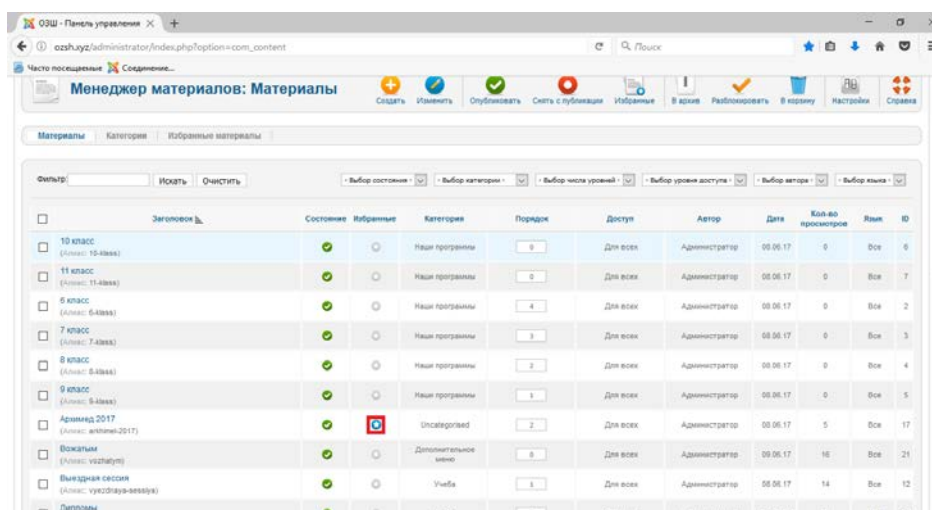 ОЗШ - Панель управления
ozsh.xyz/administrator/index.php?option=com_content
Поиск
Часто посещаемые Соединение...
Менеджер материалов: Материалы
Создать Изменить Опубликовать Снять с публикации Избранные В архив Разблокировать В корзину Настройки Справка
Материалы Категории Избранные материалы
Фильтр: Искать Очистить - Выбор состояния - - Выбор категории - - Выбор числа уровней - - Выбор уровня доступа - - Выбор автора - - Выбор языка -
Заголовок Состояние Избранные Категория Порядок Доступ Автор Дата Кол-во просмотров Язык ID
10 класс Наши программы 0 Для всех Администратор 08.06.17 0 Все 6
(Алиас: 10-klass)
11 класс Наши программы 0 Для всех Администратор 08.06.17 0 Все 7
(Алиас: 11-klass)
6 класс Наши программы 4 Для всех Администратор 08.06.17 0 Все 2
(Алиас: 6-klass)
7 класс Наши программы 3 Для всех Администратор 08.06.17 0 Все 3
(Алиас: 7-klass)
8 класс Наши программы 2 Для всех Администратор 08.06.17 0 Все 4
(Алиас: 8-klass)
9 класс Наши программы 1 Для всех Администратор 08.06.17 0 Все 5
(Алиас: 9-klass)
Архимед 2017 Uncategorised 2 Для всех Администратор 08.06.17 5 Все 17
(Алиас: arkhimed-2017)
Вожатым Дополнительное меню 0 Для всех Администратор 09.06.17 16 Все 21
(Алиас: vozhatym)
Выездная сессия Учеба 1 Для всех Администратор 08.06.17 14 Все 12
(Алиас: vyezdnaya-sessiya)
Дипломы